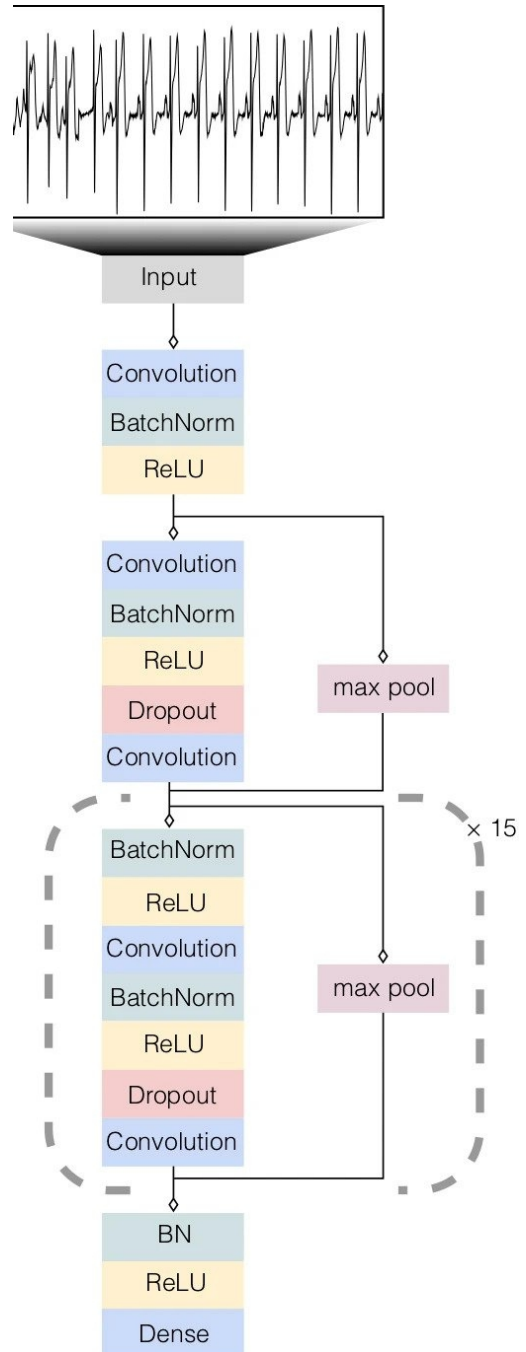 Input
Convolution
BatchNorm
ReLU
Convolution
BatchNorm
ReLU
max pool
Dropout
Convolution
× 15
BatchNorm
ReLU
Convolution
BatchNorm
max pool
ReLU
Dropout
Convolution
BN
ReLU
Dense